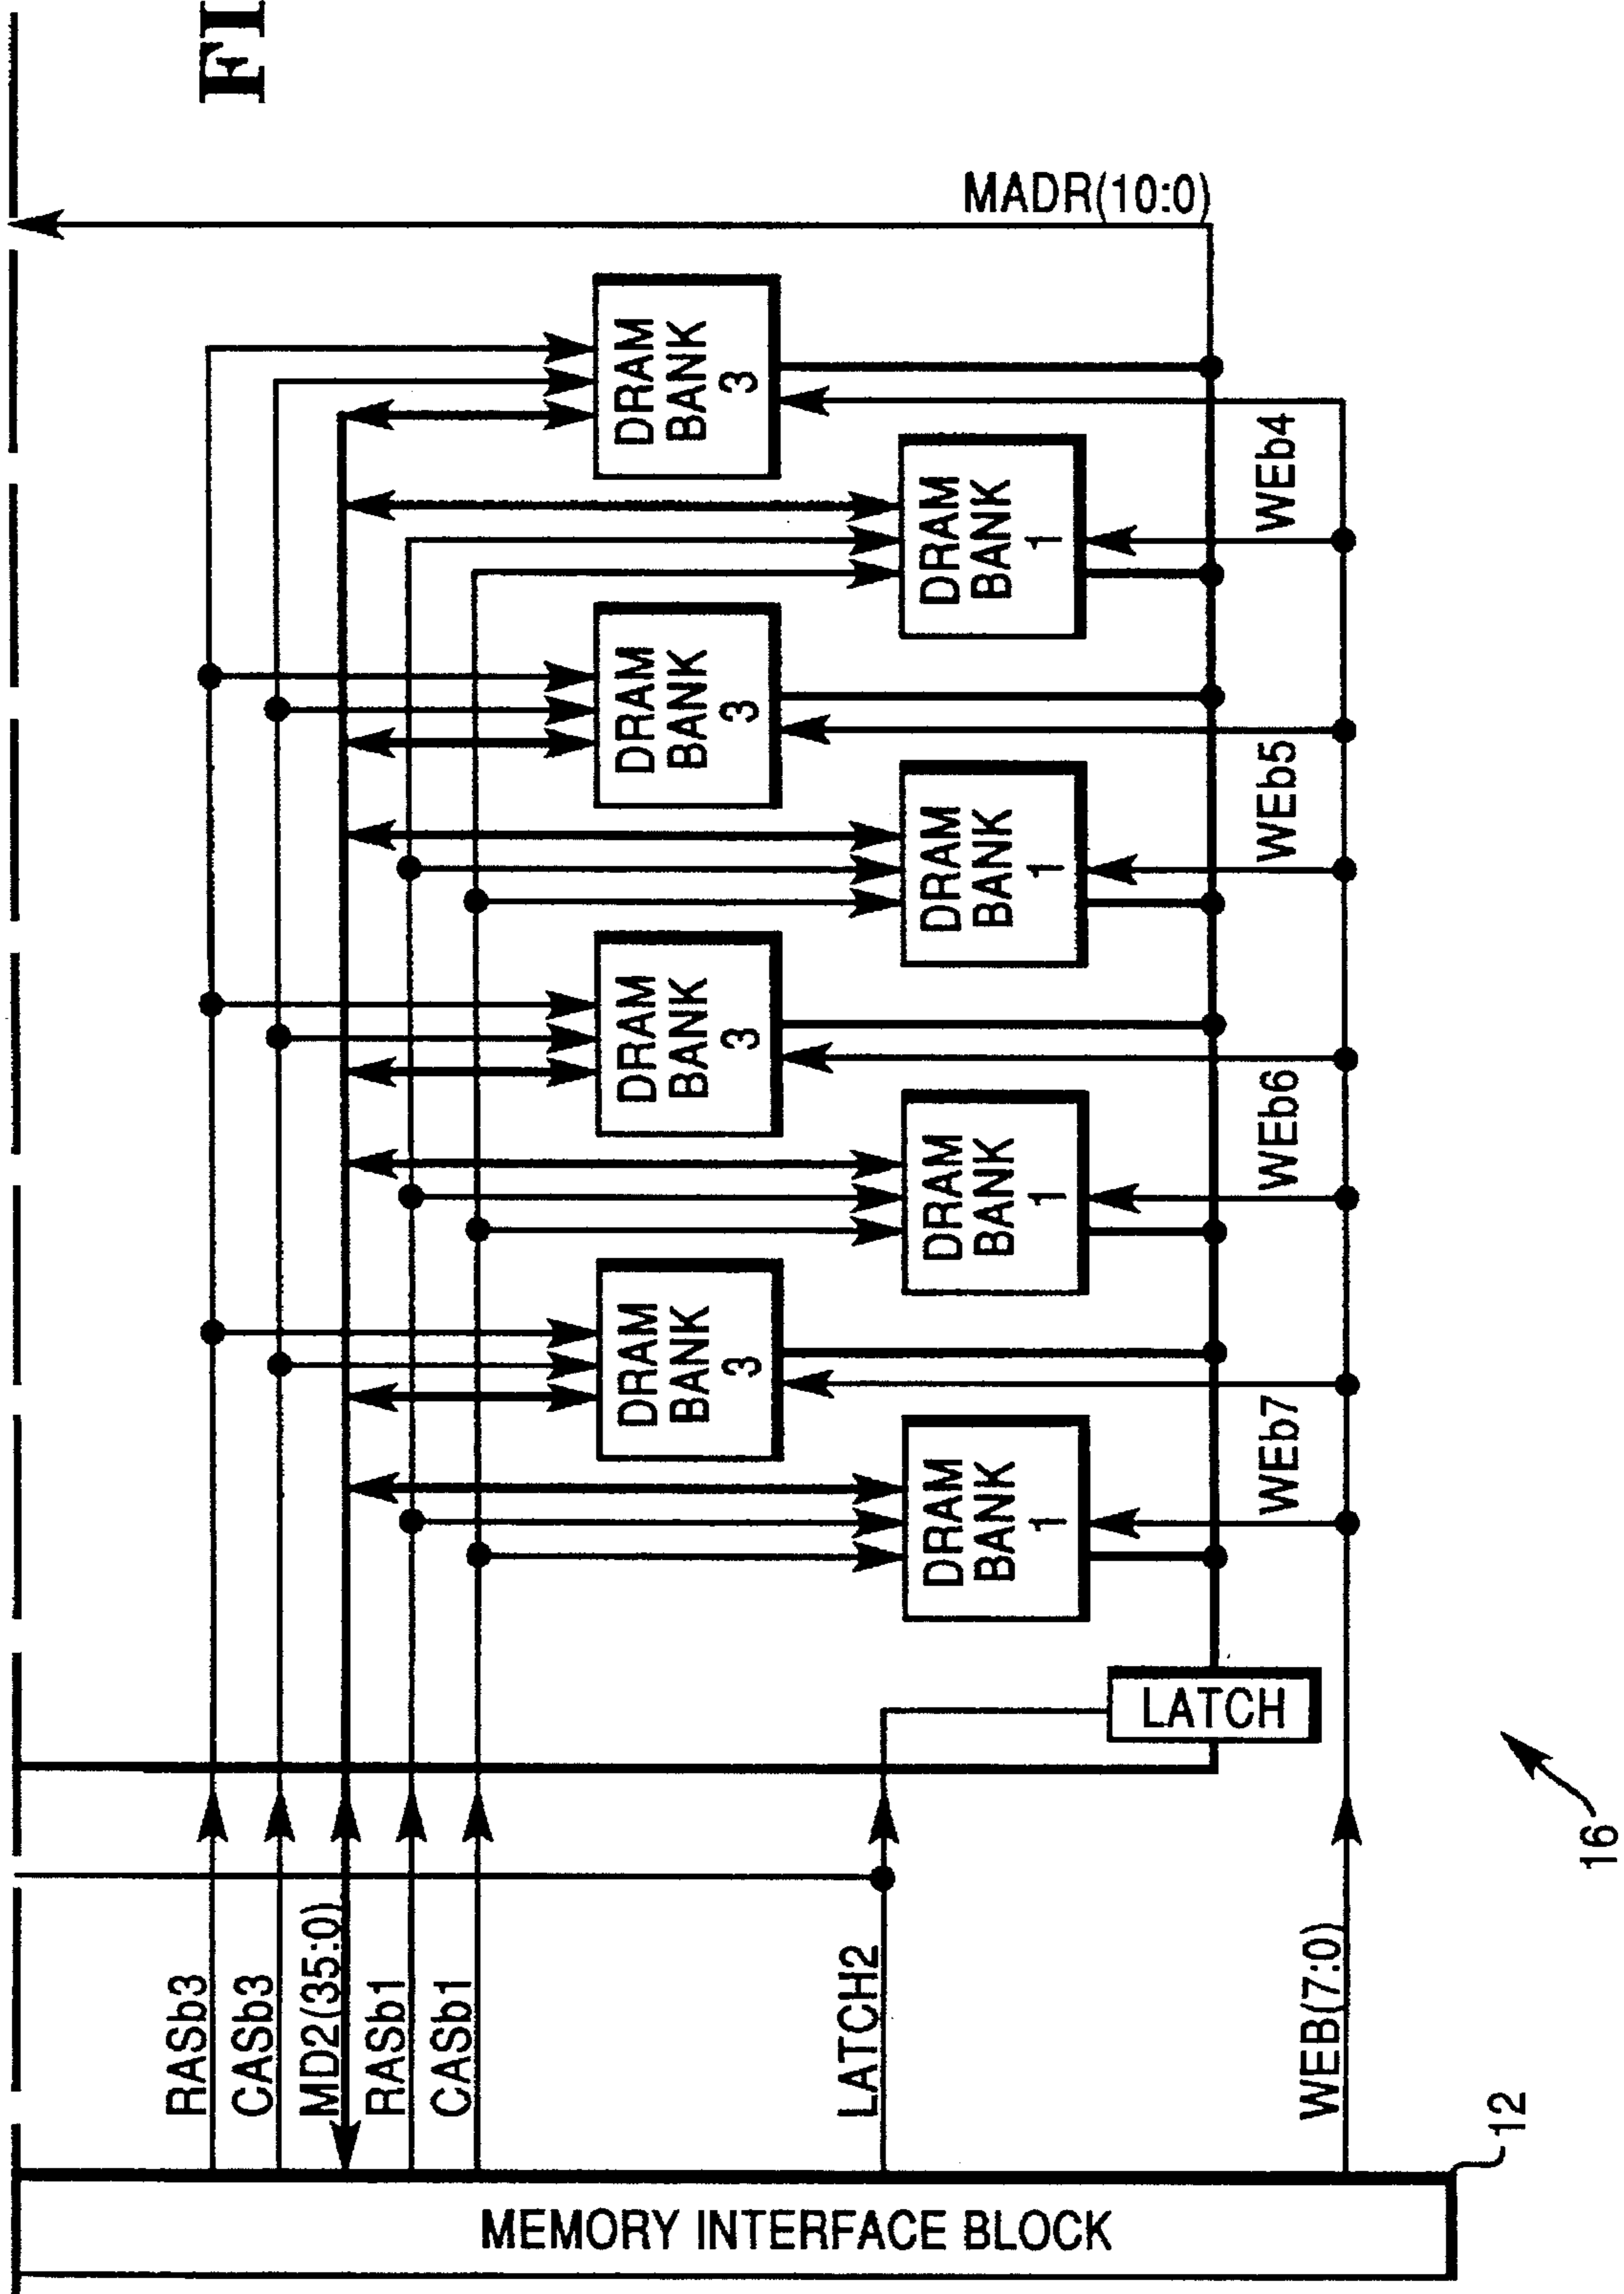 FI
RASb3
CASb3
MD2(35:0)
RASb1
CASb1
LATCH2
WEB(7:0)
MADR(10:0)
DRAM
BANK
3
DRAM
BANK
3
DRAM
BANK
3
DRAM
BANK
3
DRAM
BANK
1
DRAM
BANK
1
DRAM
BANK
1
DRAM
BANK
1
LATCH
WEb7
WEb6
WEb5
WEb4
MEMORY INTERFACE BLOCK
12
16